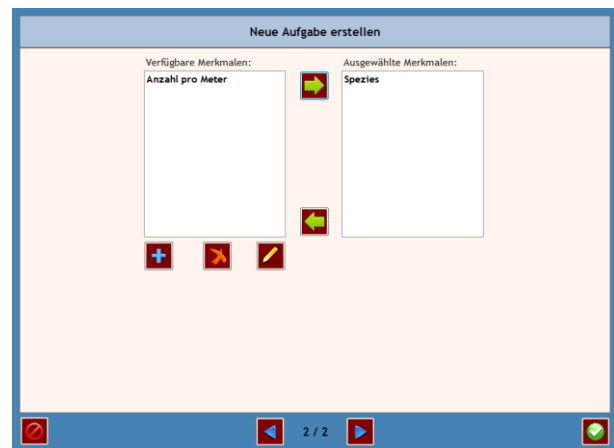 Neue Aufgabe erstellen
Verfügbare Merkmalen:
Ausgewählte Merkmalen:
Anzahl pro Meter
Spezies
2 / 2